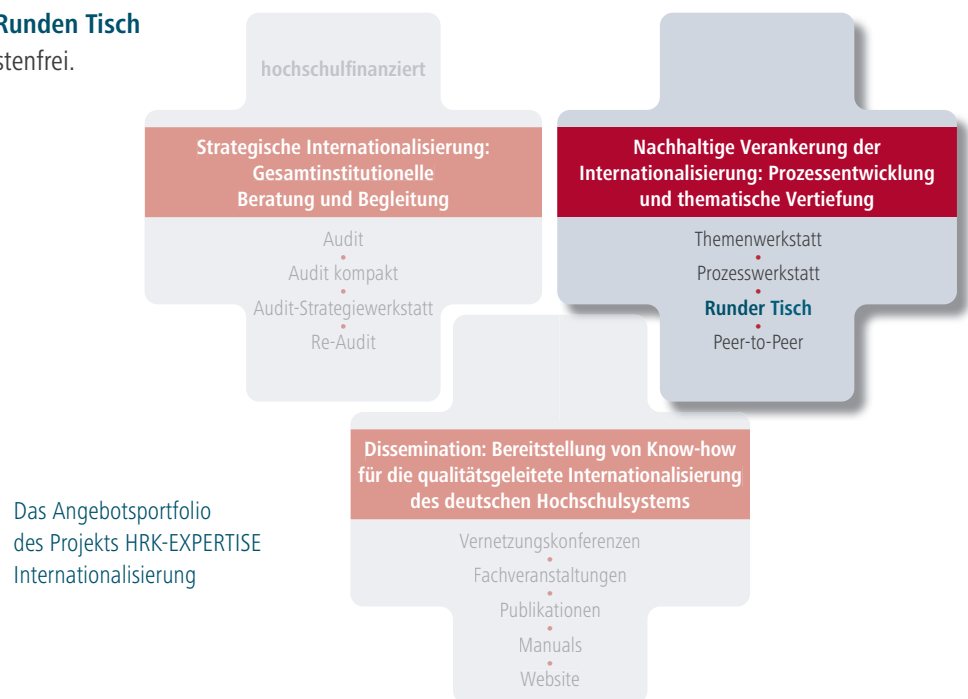 Runden Tisch
stenfrei.
hochschulfinanziert
Strategische Internationalisierung:
Gesamtinstitutionelle
Beratung und Begleitung
Audit
Audit kompakt
Audit-Strategiewerkstatt
Re-Audit
Nachhaltige Verankerung der
Internationalisierung: Prozessentwicklung
und thematische Vertiefung
Themenwerkstatt
Prozesswerkstatt
Runder Tisch
Peer-to-Peer
Dissemination: Bereitstellung von Know-how
für die qualitätsgeleitete Internationalisierung
des deutschen Hochschulsystems
Vernetzungskonferenzen
Fachveranstaltungen
Publikationen
Manuals
Website
Das Angebotsportfolio
des Projekts HRK-EXPERTISE
Internationalisierung